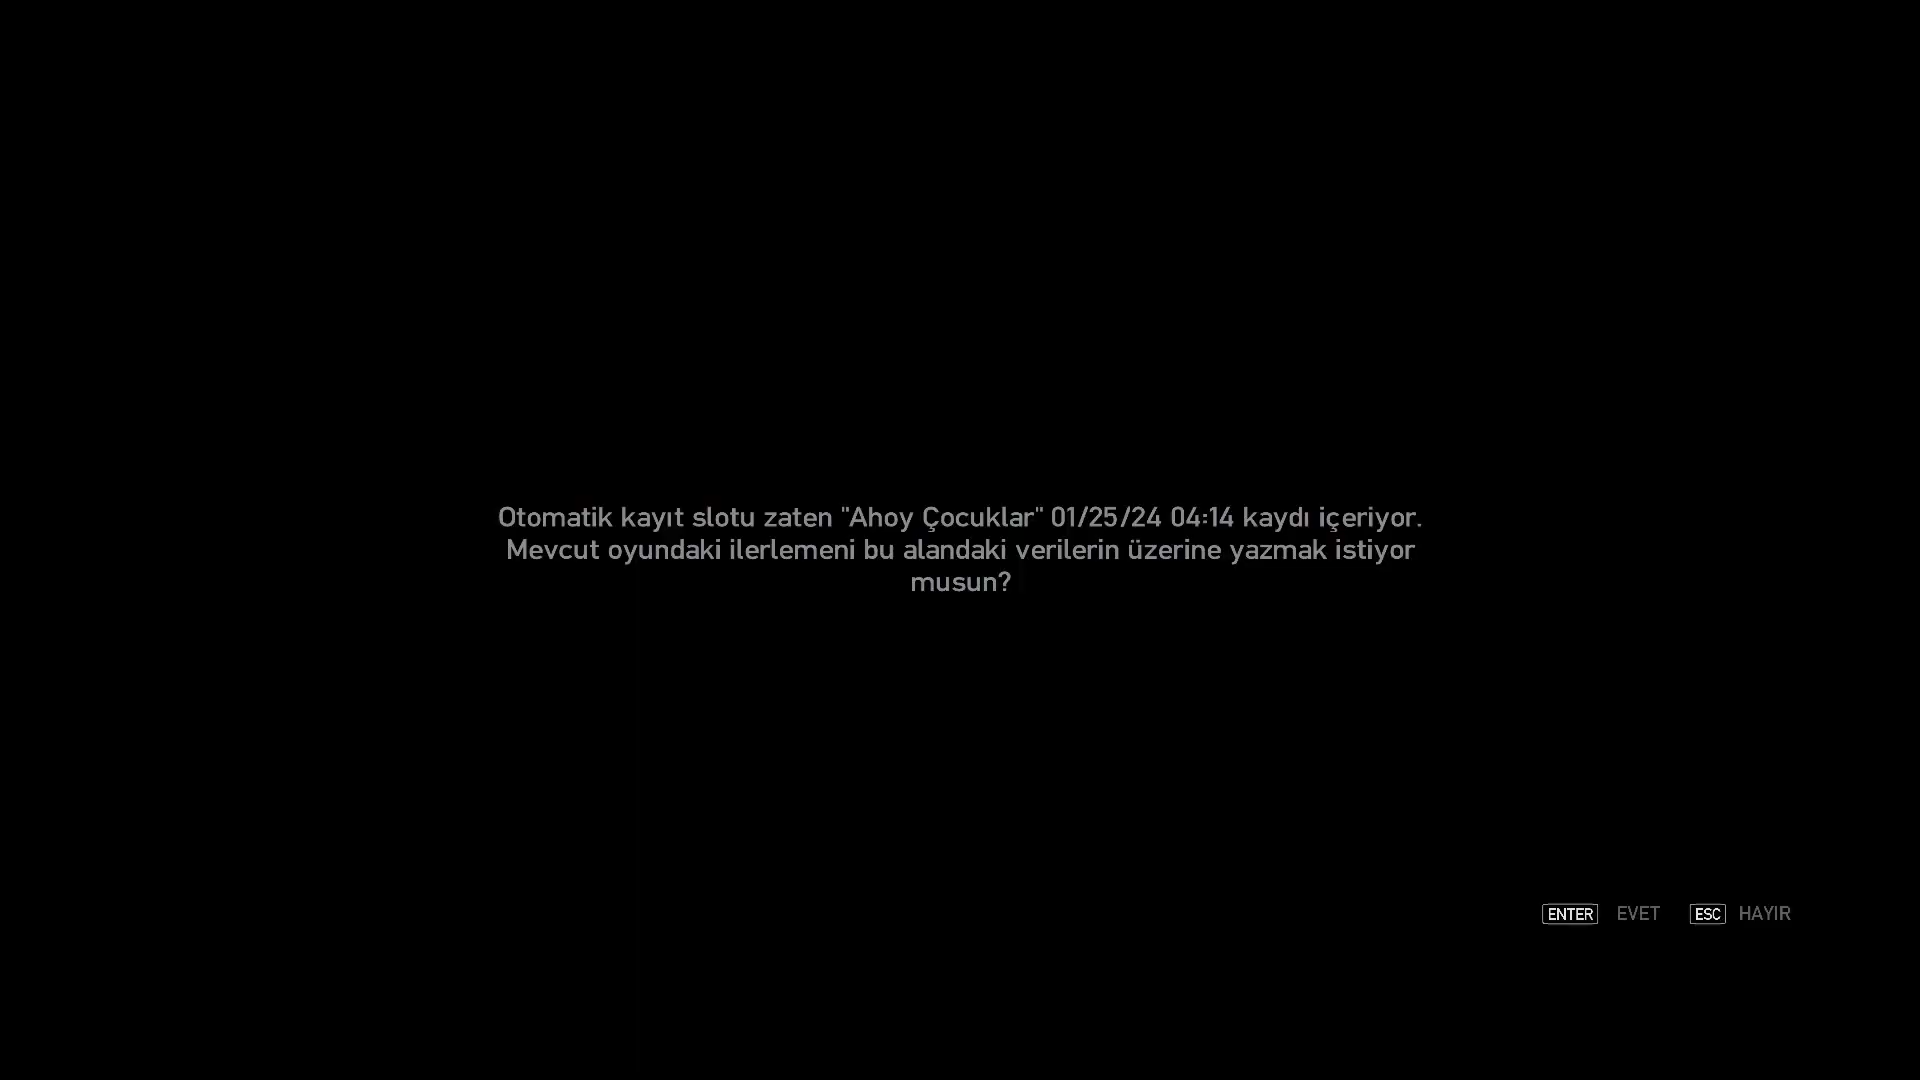 Otomatik kayıt slotu zaten "Ahoy Çocuklar" 01/25/24 04:14 kaydı içeriyor.
Mevcut oyundaki ilerlemeni bu alandaki verilerin üzerine yazmak istiyor
musun?
ENTER EVET ESC HAYIR